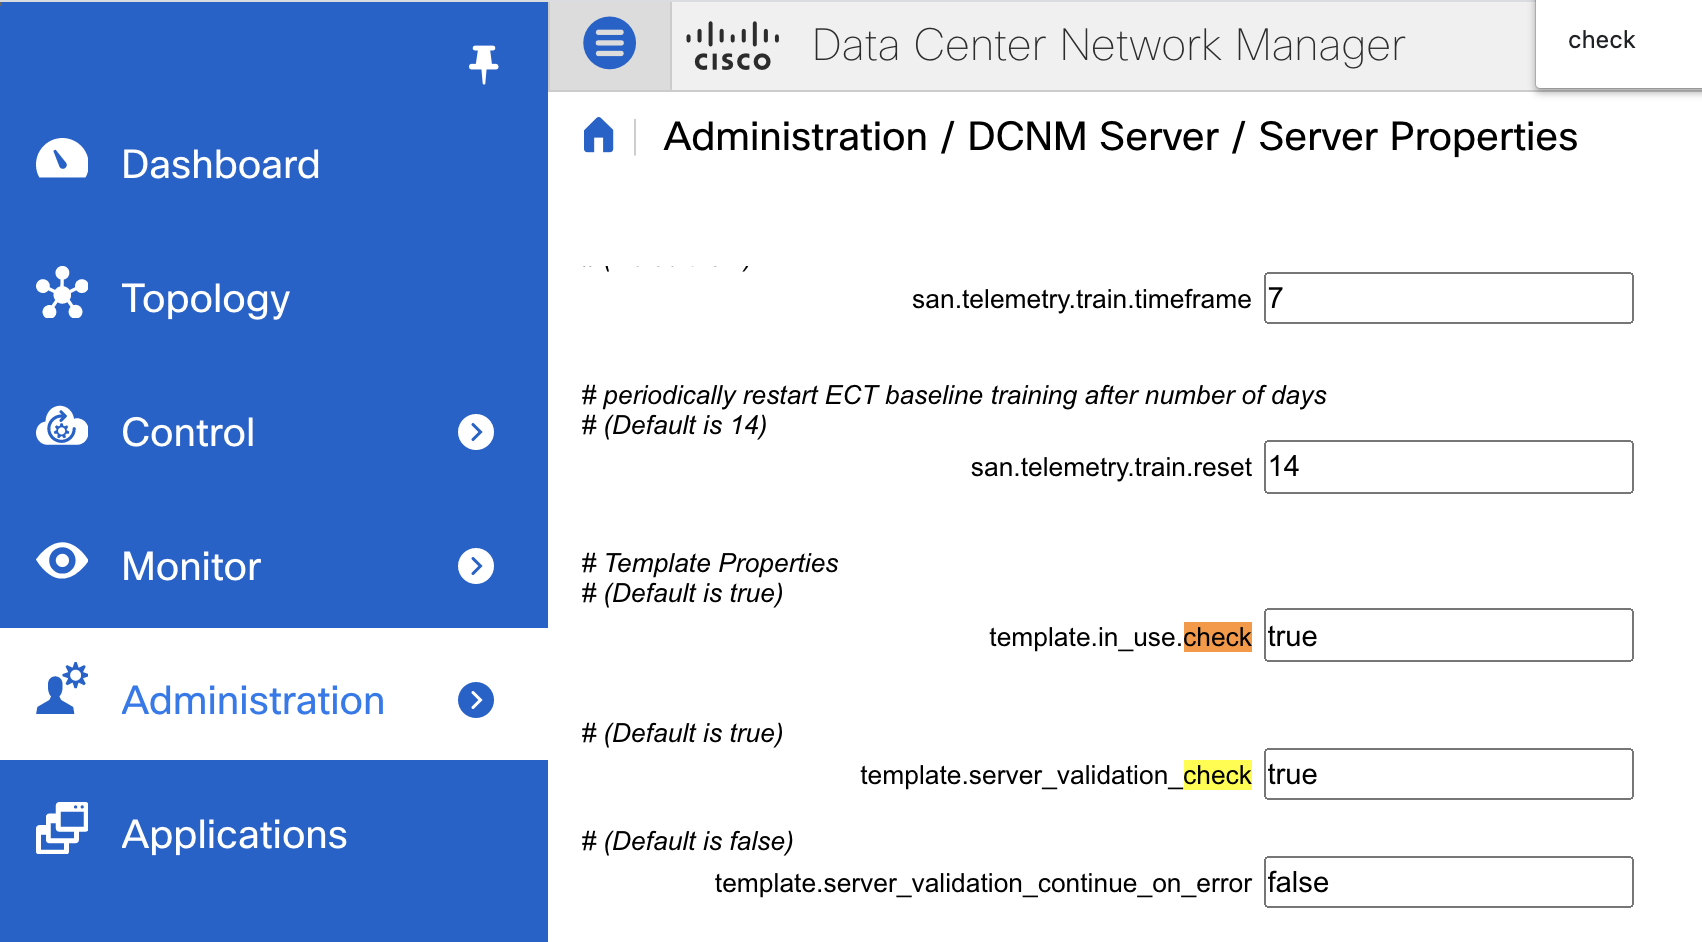 CISCO
Data Center Network Manager
check
Dashboard
Topology
Control
Monitor
Administration
Applications
Administration / DCNM Server / Server Properties
san.telemetry.train.timeframe 7
# periodically restart ECT baseline training after number of days
# (Default is 14)
san.telemetry.train.reset 14
# Template Properties
# (Default is true)
template.in_use.check true
# (Default is true)
template.server_validation_check true
# (Default is false)
template.server_validation_continue_on_error false